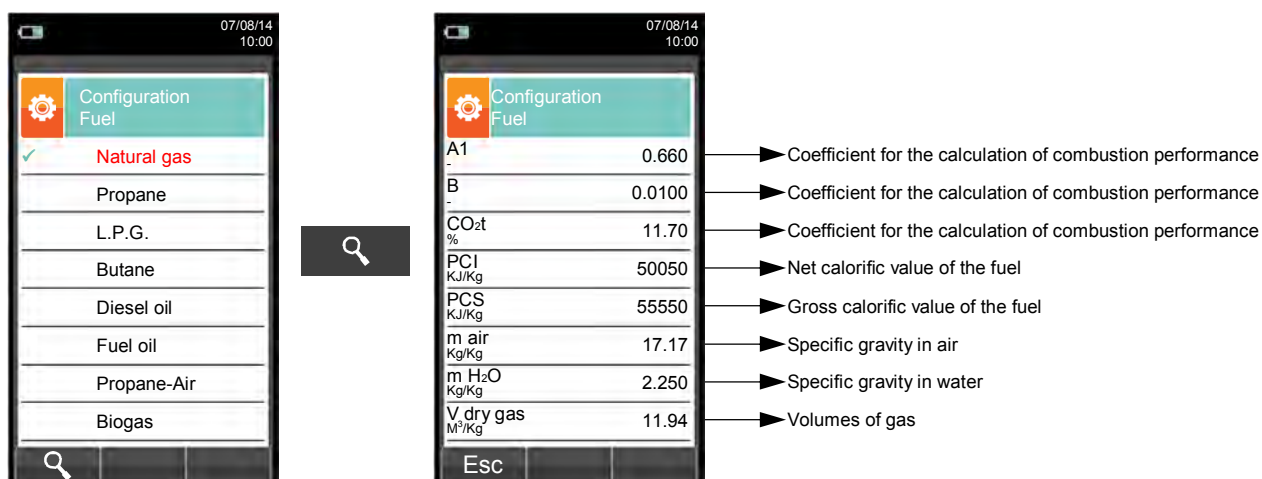 07/08/14
10:00
Configuration
Fuel
✓ Natural gas
Propane
L.P.G.
Butane
Diesel oil
Fuel oil
Propane-Air
Biogas
07/08/14
10:00
Configuration
Fuel
A1
-
0.660
Coefficient for the calculation of combustion performance
B
-
0.0100
Coefficient for the calculation of combustion performance
CO₂t
%
11.70
Coefficient for the calculation of combustion performance
PCI
KJ/Kg
50050
Net calorific value of the fuel
PCS
KJ/Kg
55550
Gross calorific value of the fuel
m air
Kg/Kg
17.17
Specific gravity in air
m H₂O
Kg/Kg
2.250
Specific gravity in water
V dry gas
M³/Kg
11.94
Volumes of gas
Esc